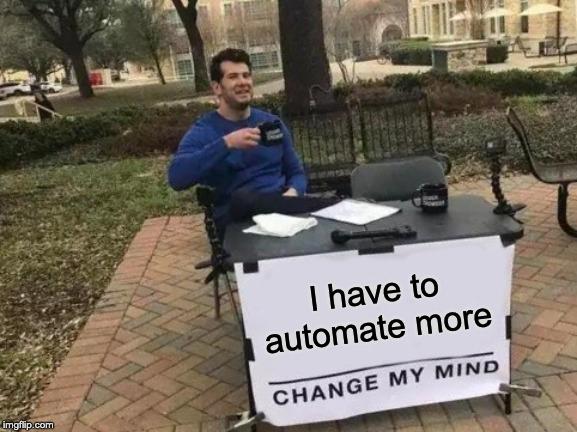 I have to
automate more
CHANGE MY MIND
imgflip.com